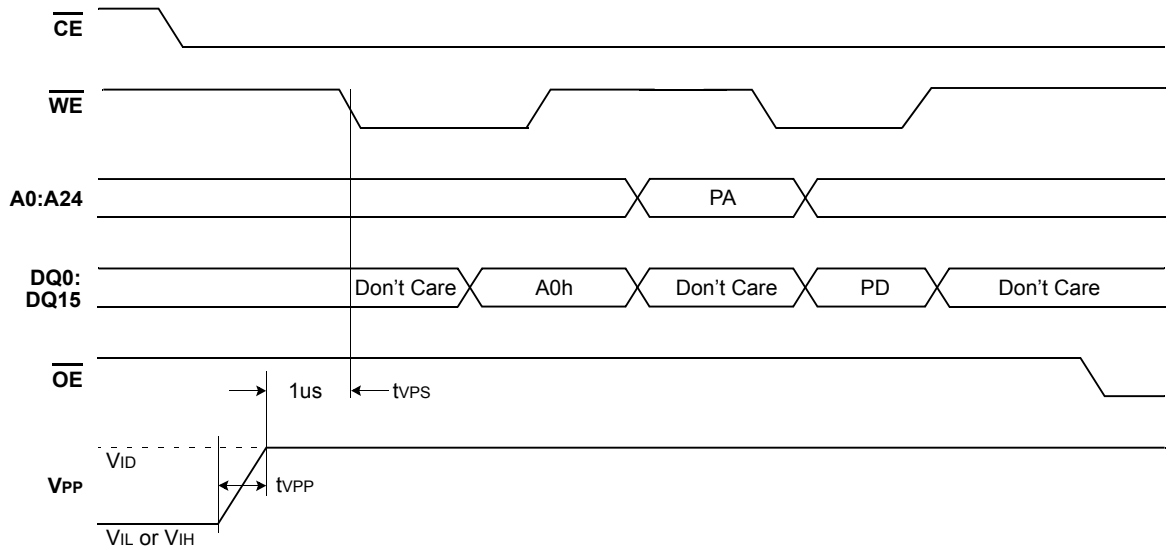 CE
WE
A0:A24 PA
DQ0:
DQ15
Don't Care A0h Don't Care PD Don't Care
OE
1us tVPS
VID
VPP tVPP
VIL or VIH